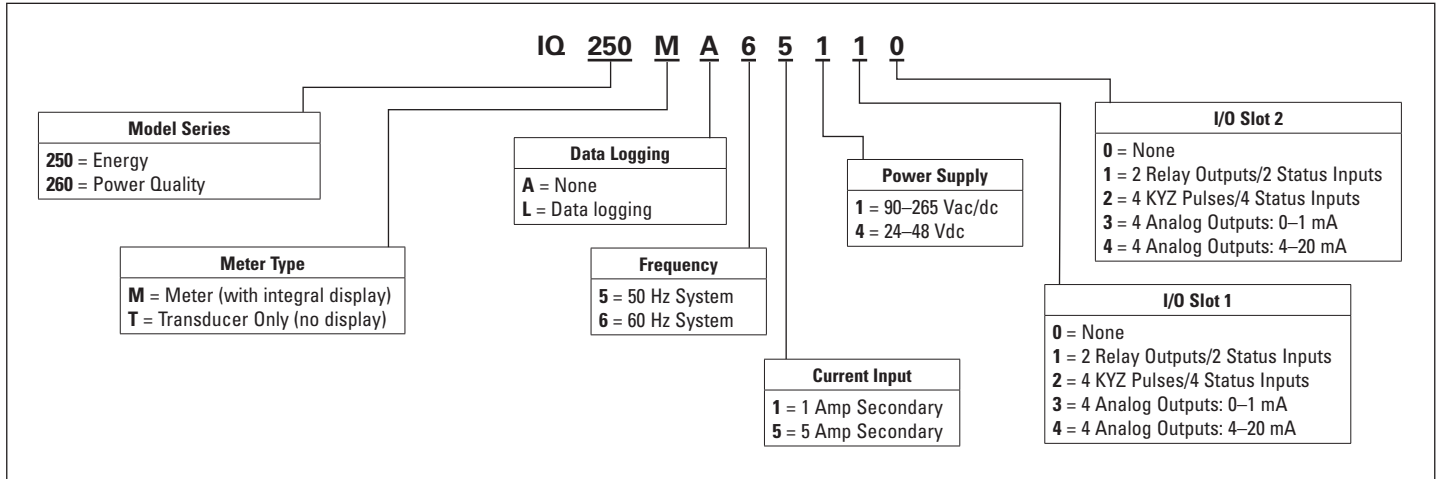 IQ 250 M A 6 5 1 1 0
Model Series
250 = Energy
260 = Power Quality
Meter Type
M = Meter (with integral display)
T = Transducer Only (no display)
Data Logging
A = None
L = Data logging
Frequency
5 = 50 Hz System
6 = 60 Hz System
Current Input
1 = 1 Amp Secondary
5 = 5 Amp Secondary
Power Supply
1 = 90–265 Vac/dc
4 = 24–48 Vdc
I/O Slot 2
0 = None
1 = 2 Relay Outputs/2 Status Inputs
2 = 4 KYZ Pulses/4 Status Inputs
3 = 4 Analog Outputs: 0–1 mA
4 = 4 Analog Outputs: 4–20 mA
I/O Slot 1
0 = None
1 = 2 Relay Outputs/2 Status Inputs
2 = 4 KYZ Pulses/4 Status Inputs
3 = 4 Analog Outputs: 0–1 mA
4 = 4 Analog Outputs: 4–20 mA